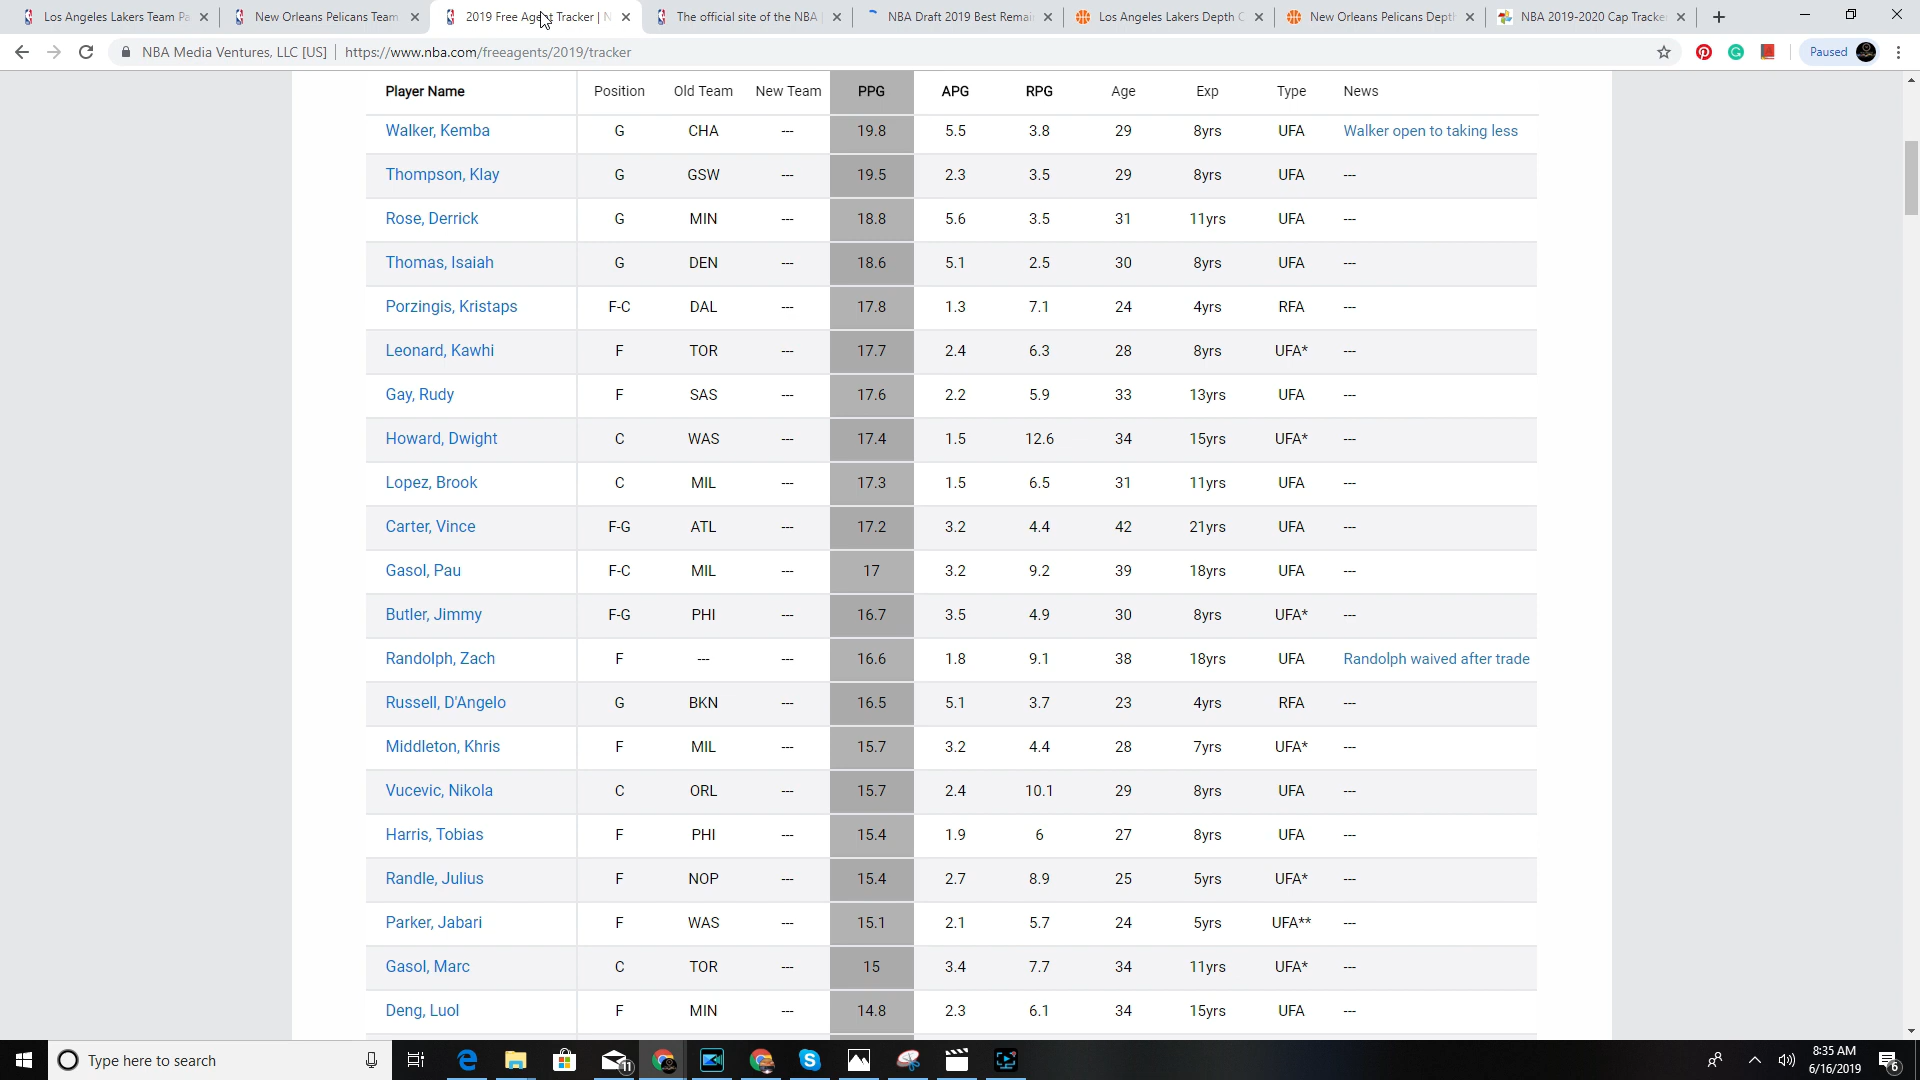 Los Angeles Lakers Team Pa
New Orleans Pelicans Team
2019 Free Agent Tracker | N
The official site of the NBA |
NBA Draft 2019 Best Remai
Los Angeles Lakers Depth C
New Orleans Pelicans Depth
NBA 2019-2020 Cap Tracke
NBA Media Ventures, LLC [US] | https://www.nba.com/freeagents/2019/tracker
Paused
Player Name Position Old Team New Team PPG APG RPG Age Exp Type News
Walker, Kemba G CHA --- 19.8 5.5 3.8 29 8yrs UFA Walker open to taking less
Thompson, Klay G GSW --- 19.5 2.3 3.5 29 8yrs UFA ---
Rose, Derrick G MIN --- 18.8 5.6 3.5 31 11yrs UFA ---
Thomas, Isaiah G DEN --- 18.6 5.1 2.5 30 8yrs UFA ---
Porzingis, Kristaps F-C DAL --- 17.8 1.3 7.1 24 4yrs RFA ---
Leonard, Kawhi F TOR --- 17.7 2.4 6.3 28 8yrs UFA* ---
Gay, Rudy F SAS --- 17.6 2.2 5.9 33 13yrs UFA ---
Howard, Dwight C WAS --- 17.4 1.5 12.6 34 15yrs UFA* ---
Lopez, Brook C MIL --- 17.3 1.5 6.5 31 11yrs UFA ---
Carter, Vince F-G ATL --- 17.2 3.2 4.4 42 21yrs UFA ---
Gasol, Pau F-C MIL --- 17 3.2 9.2 39 18yrs UFA ---
Butler, Jimmy F-G PHI --- 16.7 3.5 4.9 30 8yrs UFA* ---
Randolph, Zach F --- --- 16.6 1.8 9.1 38 18yrs UFA Randolph waived after trade
Russell, D'Angelo G BKN --- 16.5 5.1 3.7 23 4yrs RFA ---
Middleton, Khris F MIL --- 15.7 3.2 4.4 28 7yrs UFA* ---
Vucevic, Nikola C ORL --- 15.7 2.4 10.1 29 8yrs UFA ---
Harris, Tobias F PHI --- 15.4 1.9 6 27 8yrs UFA ---
Randle, Julius F NOP --- 15.4 2.7 8.9 25 5yrs UFA* ---
Parker, Jabari F WAS --- 15.1 2.1 5.7 24 5yrs UFA** ---
Gasol, Marc C TOR --- 15 3.4 7.7 34 11yrs UFA* ---
Deng, Luol F MIN --- 14.8 2.3 6.1 34 15yrs UFA ---
Type here to search
11
8:35 AM
6/16/2019
6